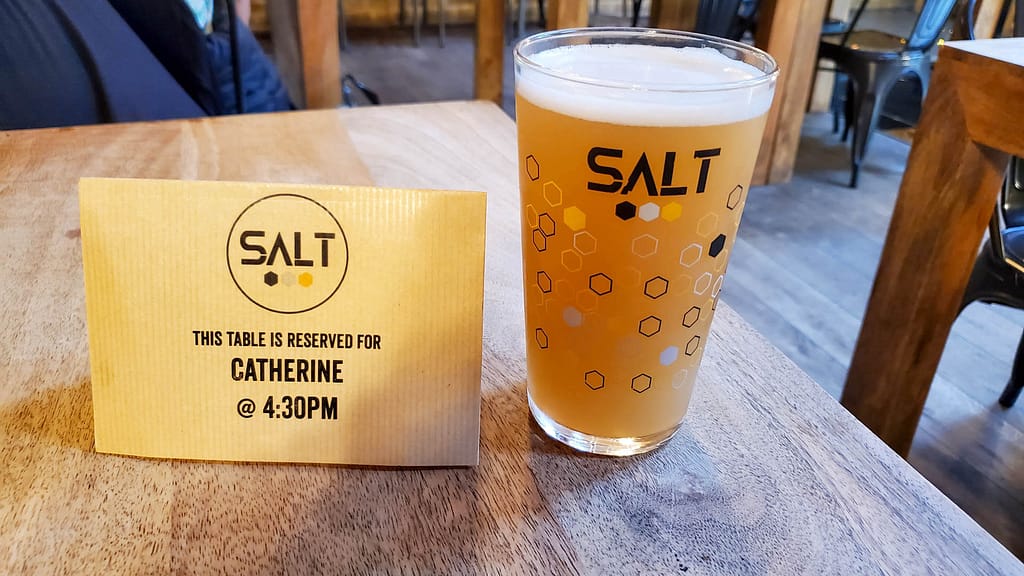 SALT
THIS TABLE IS RESERVED FOR
CATHERINE
@ 4:30PM
SALT